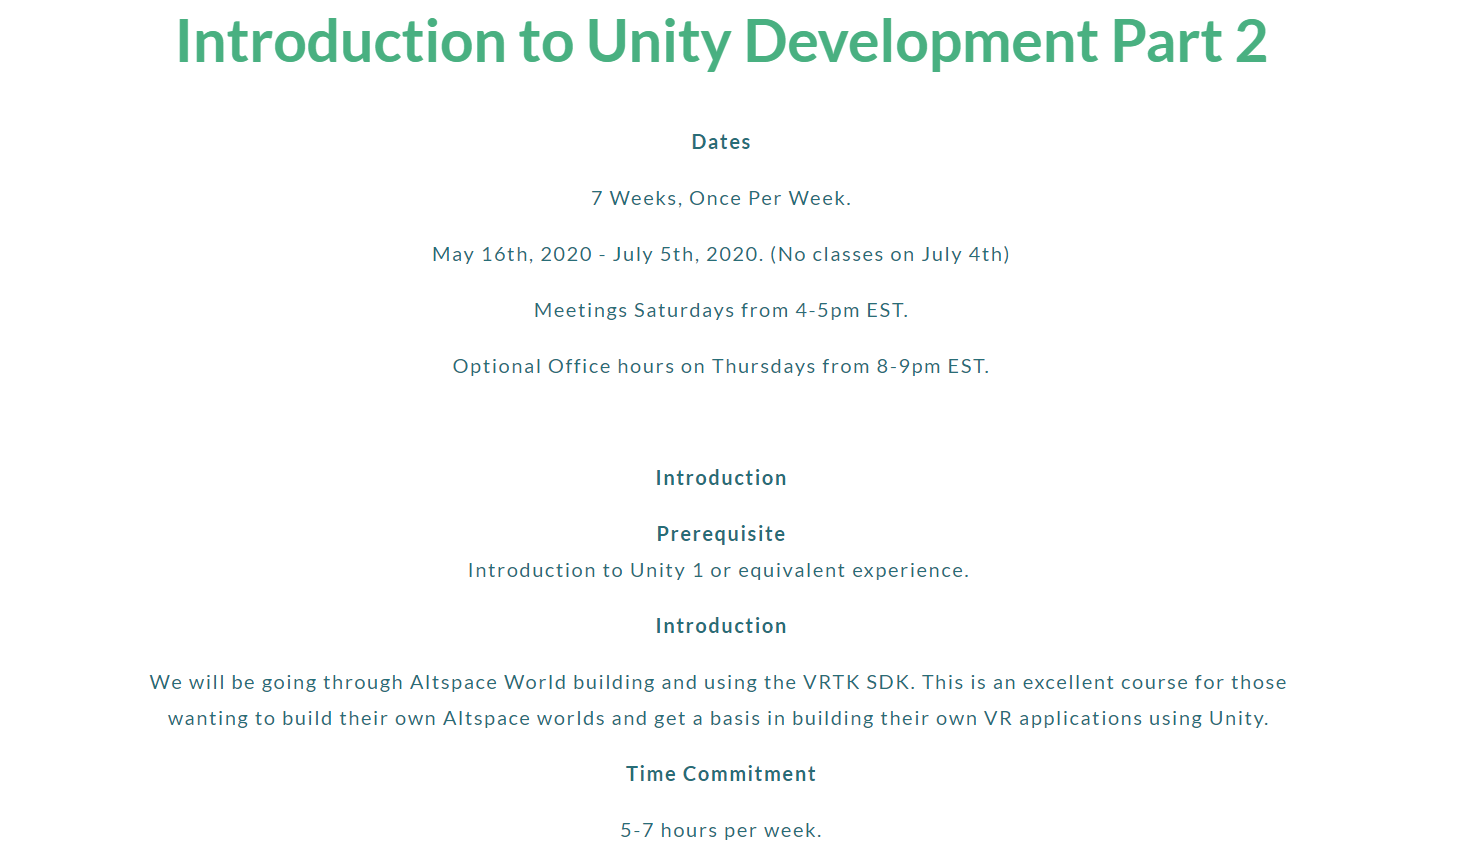 Introduction to Unity Development Part 2
Dates
7 Weeks, Once Per Week.
May 16th, 2020 - July 5th, 2020. (No classes on July 4th)
Meetings Saturdays from 4-5pm EST.
Optional Office hours on Thursdays from 8-9pm EST.
Introduction
Prerequisite
Introduction to Unity 1 or equivalent experience.
Introduction
We will be going through Altspace World building and using the VRTK SDK. This is an excellent course for those
wanting to build their own Altspace worlds and get a basis in building their own VR applications using Unity.
Time Commitment
5-7 hours per week.